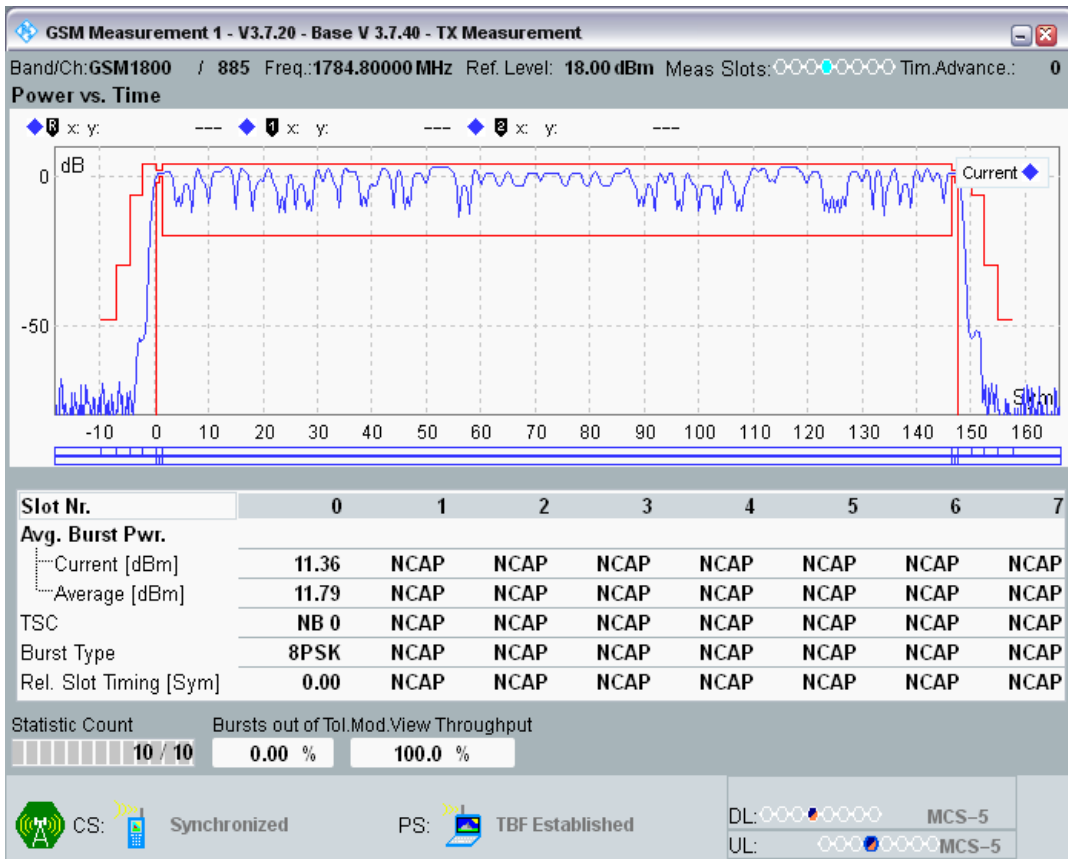 GSM Measurement 1 - V3.7.20 - Base V 3.7.40 - TX Measurement
Band/Ch:GSM1800 / 885 Freq.:1784.80000 MHz Ref. Level: 18.00 dBm Meas Slots: Tim.Advance.: 0
Power vs. Time
R x: y: --- 1 x: y: --- 2 x: y: ---
dB
Current
0
-50
Sym
-10 0 10 20 30 40 50 60 70 80 90 100 110 120 130 140 150 160
Slot Nr. 0 1 2 3 4 5 6 7
Avg. Burst Pwr.
Current [dBm] 11.36 NCAP NCAP NCAP NCAP NCAP NCAP NCAP
Average [dBm] 11.79 NCAP NCAP NCAP NCAP NCAP NCAP NCAP
TSC NB 0 NCAP NCAP NCAP NCAP NCAP NCAP NCAP
Burst Type 8PSK NCAP NCAP NCAP NCAP NCAP NCAP NCAP
Rel. Slot Timing [Sym] 0.00 NCAP NCAP NCAP NCAP NCAP NCAP NCAP
Statistic Count Bursts out of Tol.Mod.View Throughput
10 / 10 0.00 % 100.0 %
CS: Synchronized PS: TBF Established
DL: MCS-5
UL: MCS-5